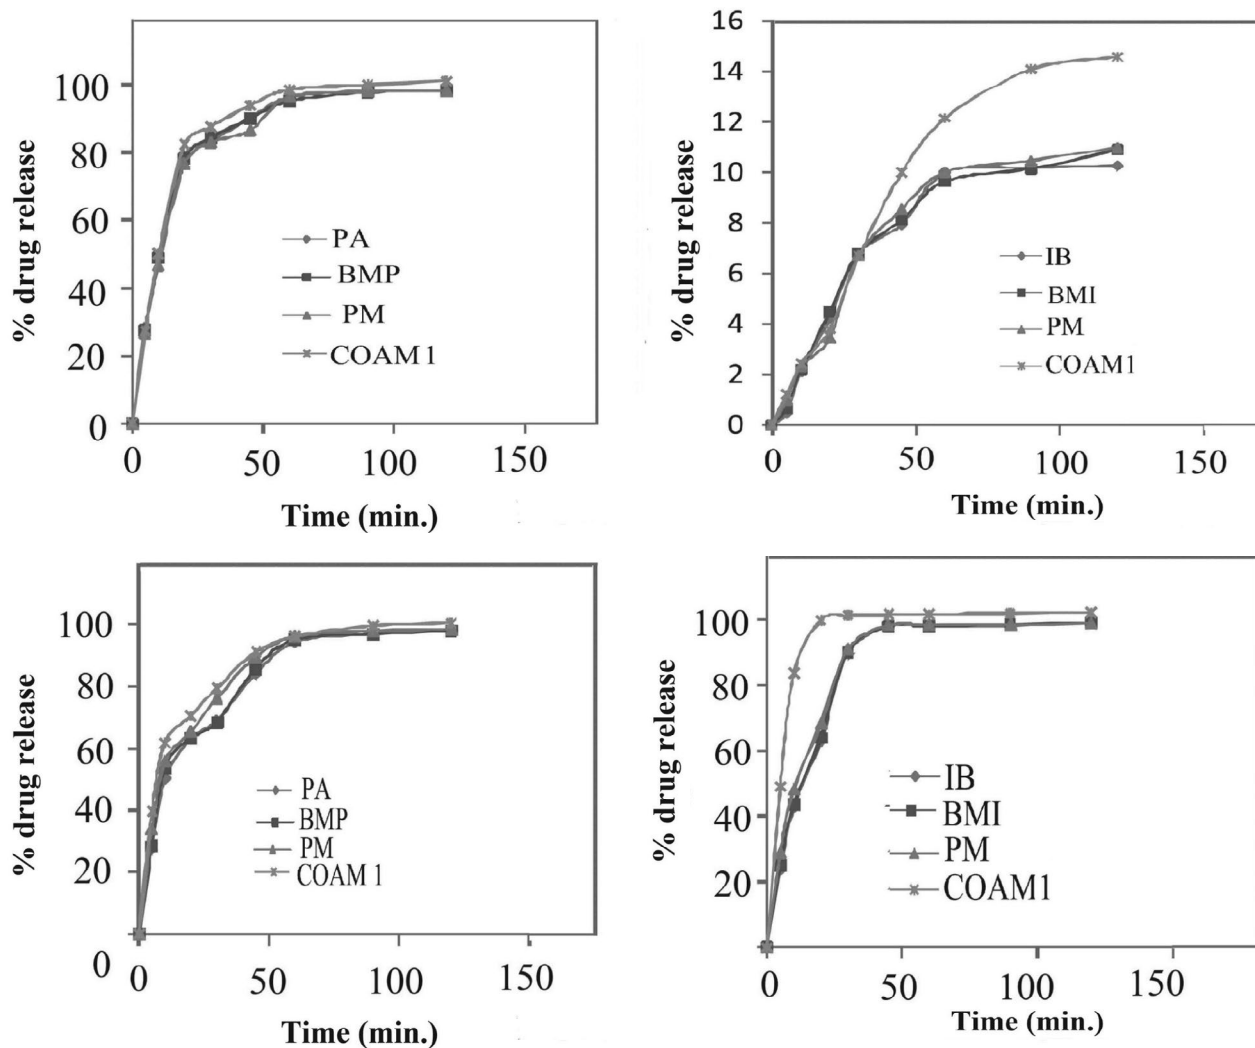 % drug release
100
80
60
40
20
0
PA
BMP
PM
COAM 1
0 50 100 150
Time (min.)
% drug release
16
14
12
10
8
6
4
2
0
IB
BMI
PM
COAM1
0 50 100 150
Time (min.)
% drug release
100
80
60
40
20
0
PA
BMP
PM
COAM 1
0 50 100 150
Time (min.)
% drug release
100
80
60
40
20
IB
BMI
PM
COAM1
0 50 100 150
Time (min.)